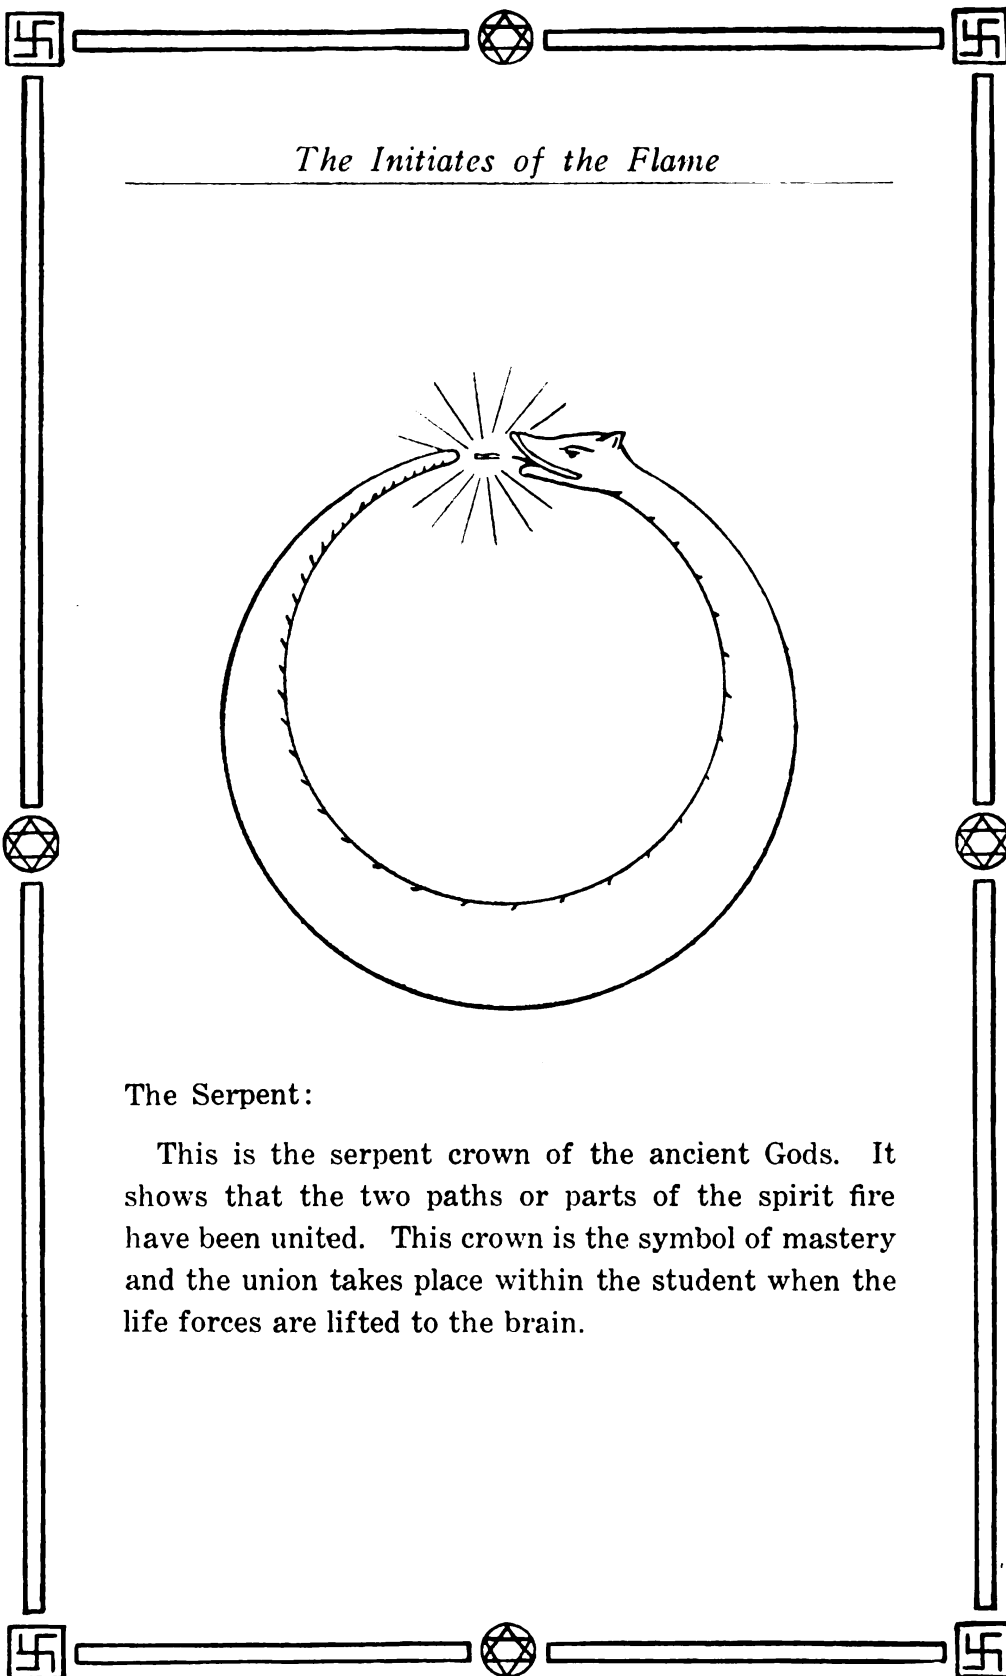 The Initiates of the Flame
The Serpent:
This is the serpent crown of the ancient Gods. It
shows that the two paths or parts of the spirit fire
have been united. This crown is the symbol of mastery
and the union takes place within the student when the
life forces are lifted to the brain.